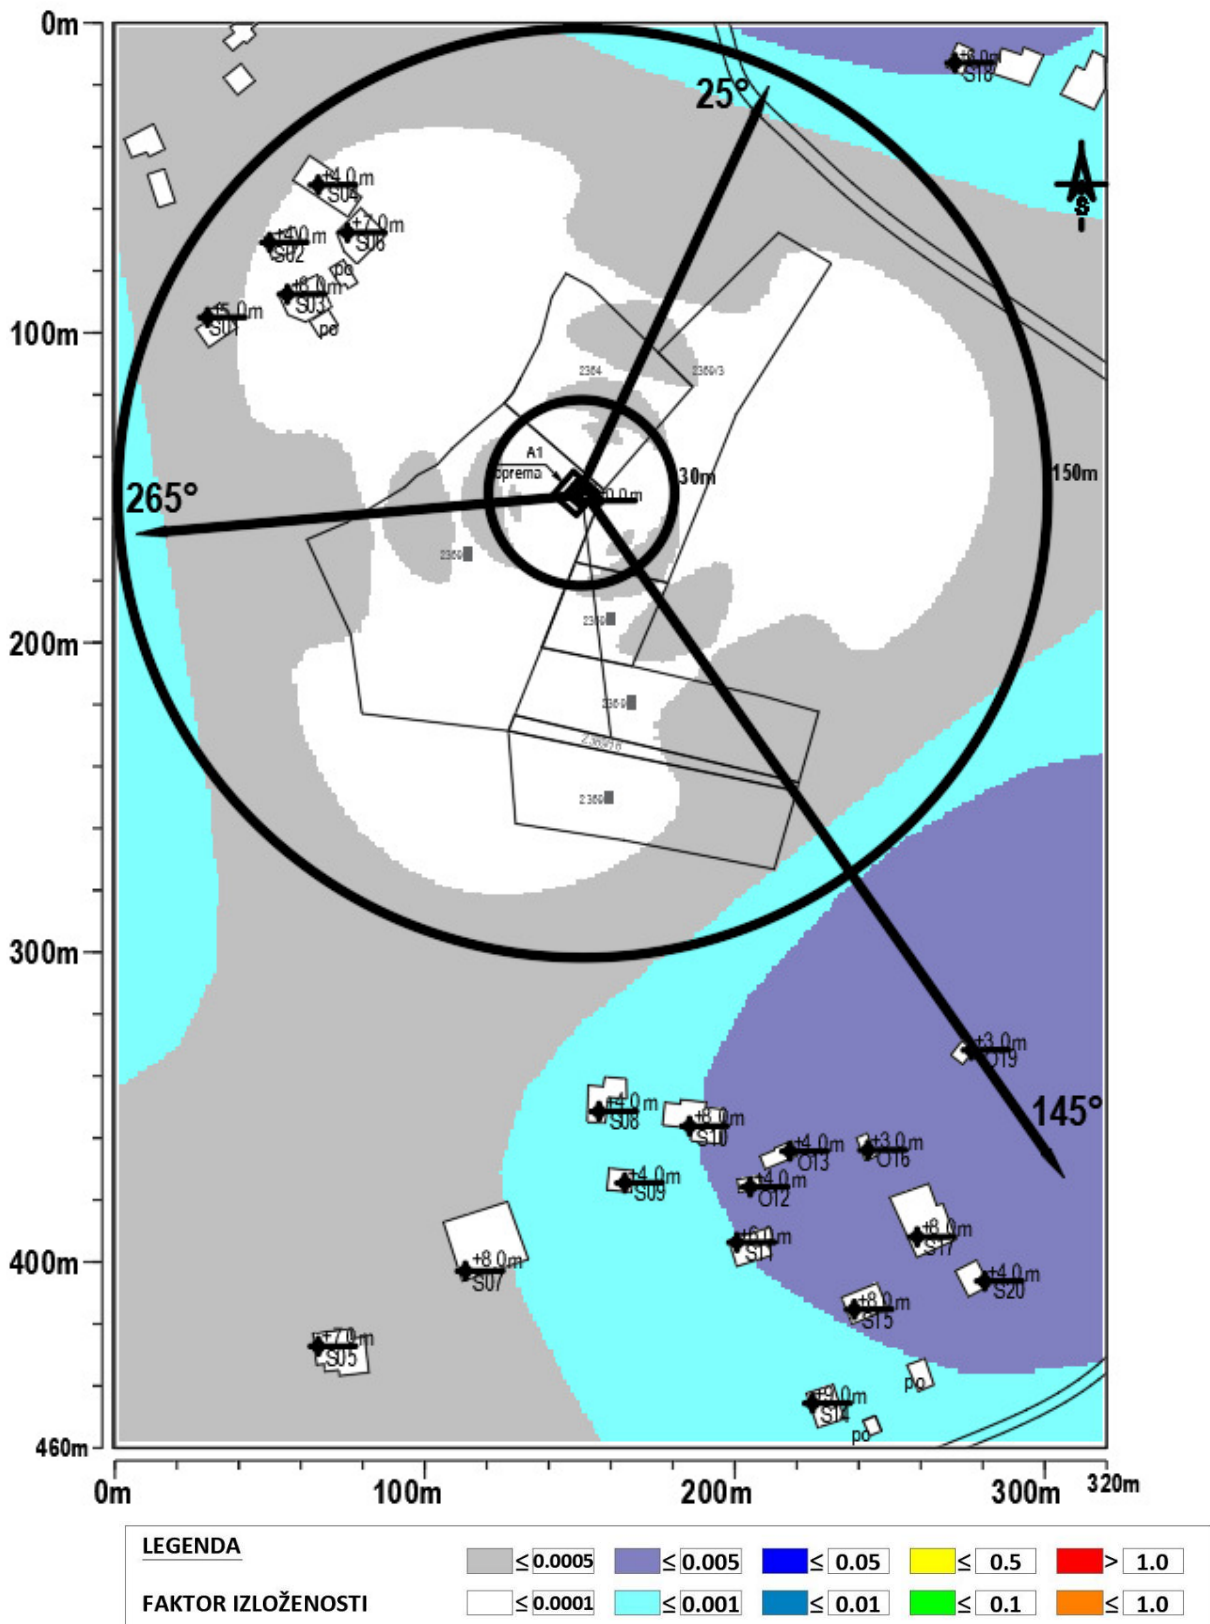 0m
25°
+3.0m
S18
S
+4.0m
S04
+7.0m
S06
+4.0m
S02
po
+8.0m
S03
+5.0m
S01
po
100m
2364
2369/3
A1
oprema
30m
150m
265°
0.0m
2369
2369
200m
2369
2369
300m
+3.0m
O19
145°
+4.0m
S08
S10
+4.0m
O13
+3.0m
O16
+4.0m
S09
+4.0m
O12
+6.0m
S11
+8.0m
S17
400m
+8.0m
S07
+4.0m
S20
+8.0m
S15
+7.0m
S05
po
+9.0m
S14
po
460m
0m 100m 200m 300m 320m
LEGENDA
≤ 0.0005 ≤ 0.005 ≤ 0.05 ≤ 0.5 > 1.0
FAKTOR IZLOŽENOSTI ≤ 0.0001 ≤ 0.001 ≤ 0.01 ≤ 0.1 ≤ 1.0